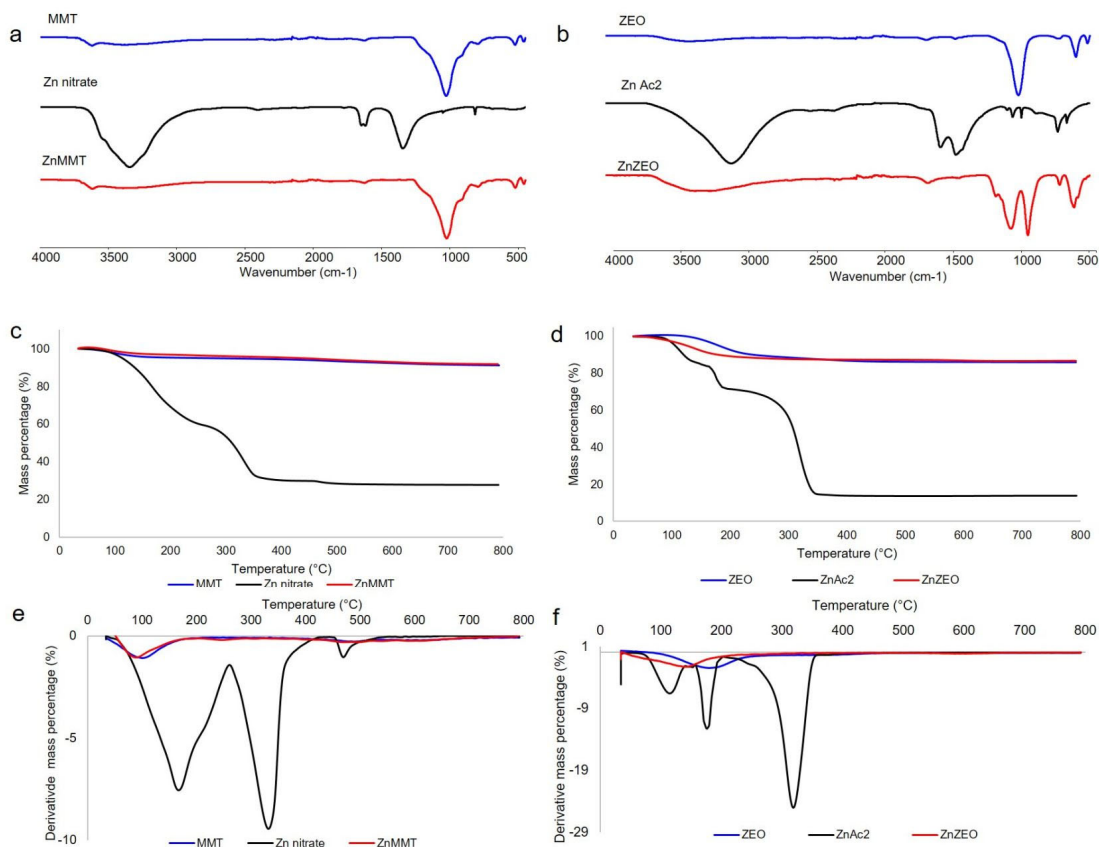 a
MMT
Zn nitrate
ZnMMT
4000 3500 3000 2500 2000 1500 1000 500
Wavenumber (cm-1)
b
ZEO
Zn Ac2
ZnZEO
4000 3500 3000 2500 2000 1500 1000 500
Wavenumber (cm-1)
c
Mass percentage (%)
100
80
60
40
20
0
0 100 200 300 400 500 600 700 800
Temperature (°C)
MMT Zn nitrate ZnMMT
d
Mass percentage (%)
100
80
60
40
20
0
0 100 200 300 400 500 600 700 800
Temperature (°C)
ZEO ZnAc2 ZnZEO
e
Temperature (°C)
0 100 200 300 400 500 600 700 800
Derivativde mass percentage (%)
0
-5
-10
MMT Zn nitrate ZnMMT
f
Temperature (°C)
0 100 200 300 400 500 600 700 800
Derivative mass percentage (%)
1
-9
-19
-29
ZEO ZnAc2 ZnZEO